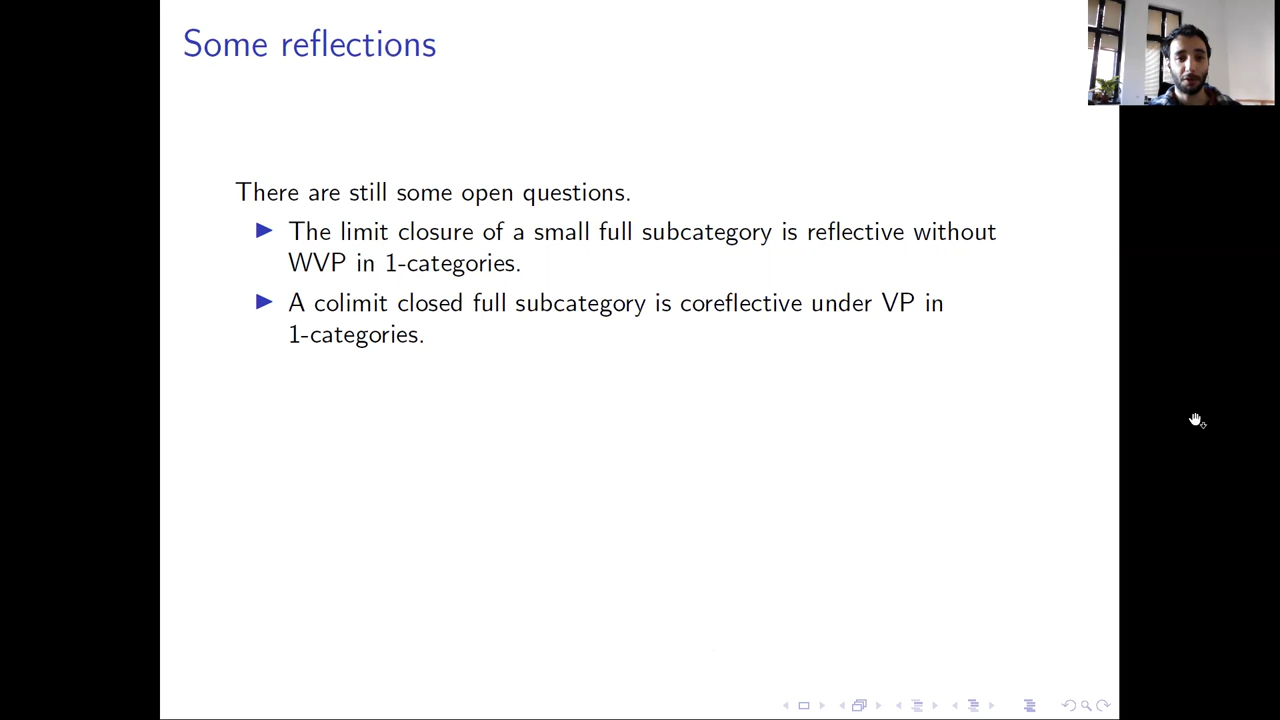 Some reflections
There are still some open questions.
The limit closure of a small full subcategory is reflective without
WVP in 1-categories.
A colimit closed full subcategory is coreflective under VP in
1-categories.